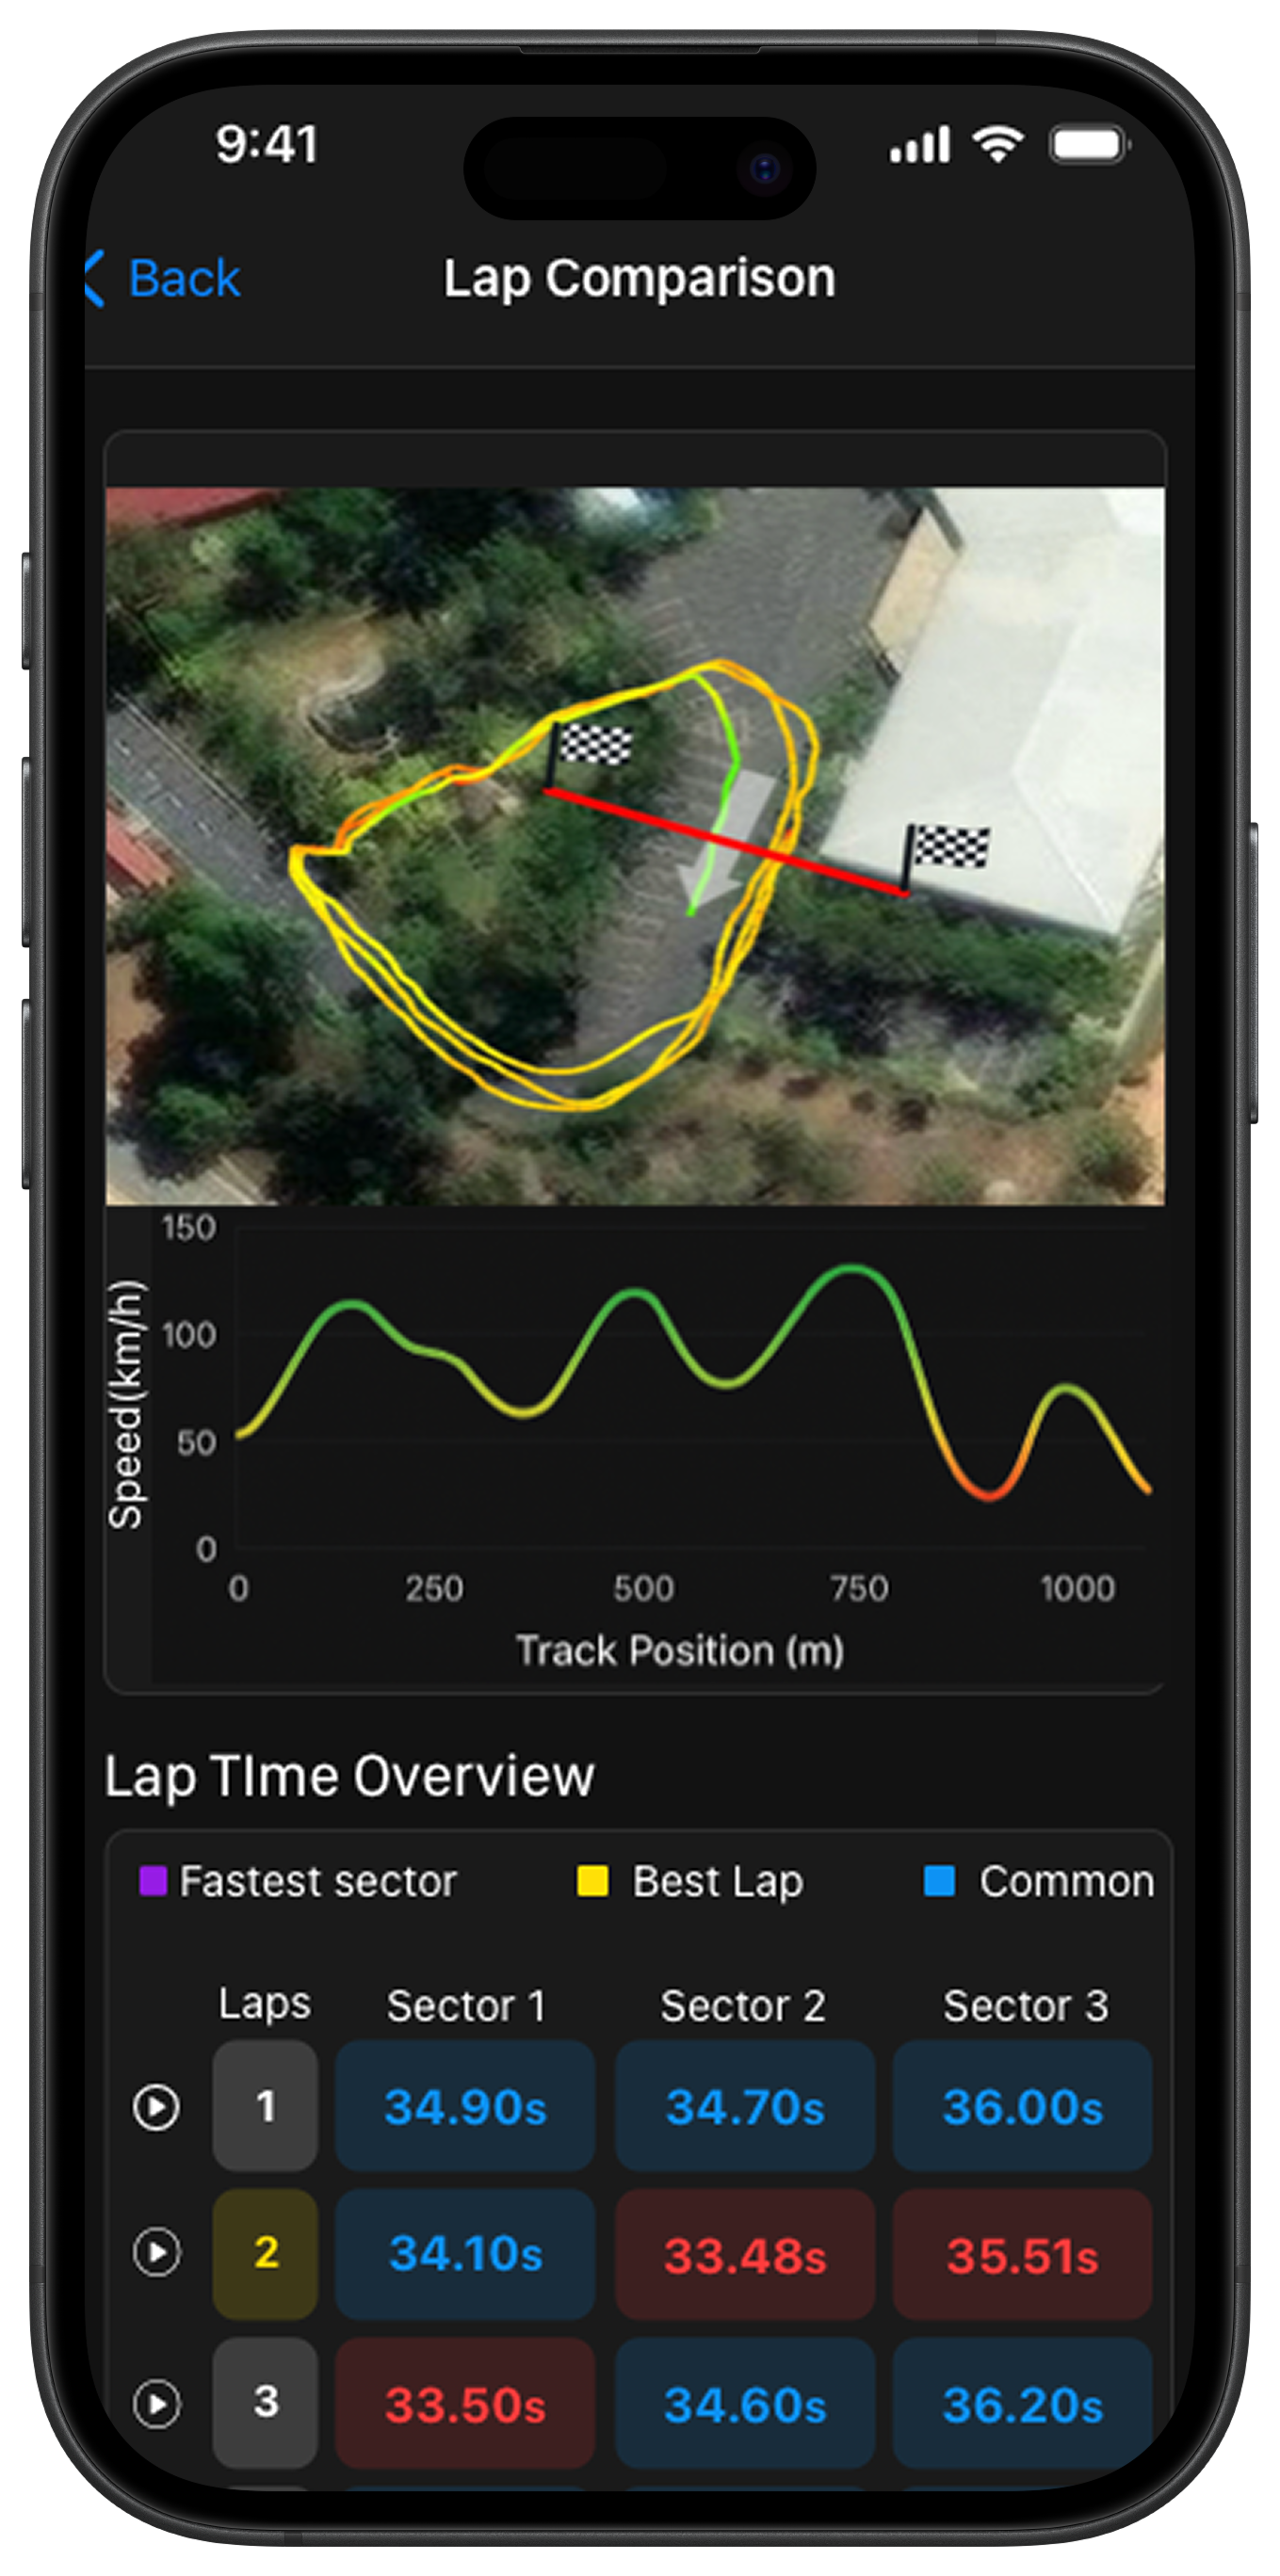 9:41
Back
Lap Comparison
150
100
50
0
Speed(km/h)
0 250 500 750 1000
Track Position (m)
Lap TIme Overview
Fastest sector Best Lap Common
Laps Sector 1 Sector 2 Sector 3
1 34.90s 34.70s 36.00s
2 34.10s 33.48s 35.51s
3 33.50s 34.60s 36.20s